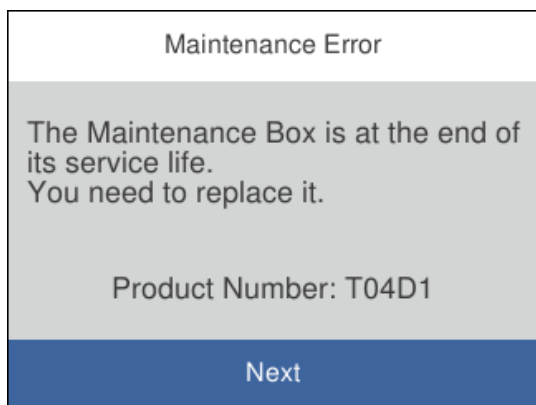 Maintenance Error
The Maintenance Box is at the end of
its service life.
You need to replace it.
Product Number: T04D1
Next